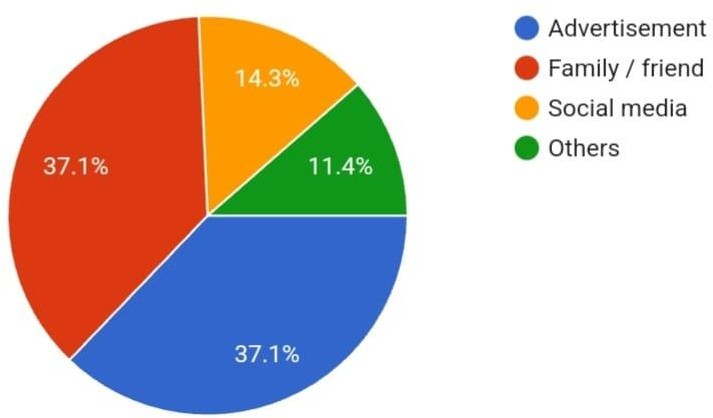 Advertisement
Family / friend
Social media
Others
14.3%
37.1%
11.4%
37.1%